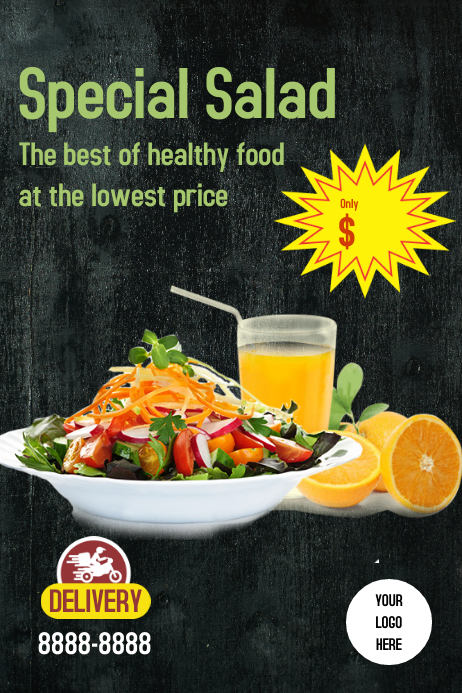 Special Salad
The best of healthy food
at the lowest price
Only
$
DELIVERY
8888-8888
YOUR
LOGO
HERE